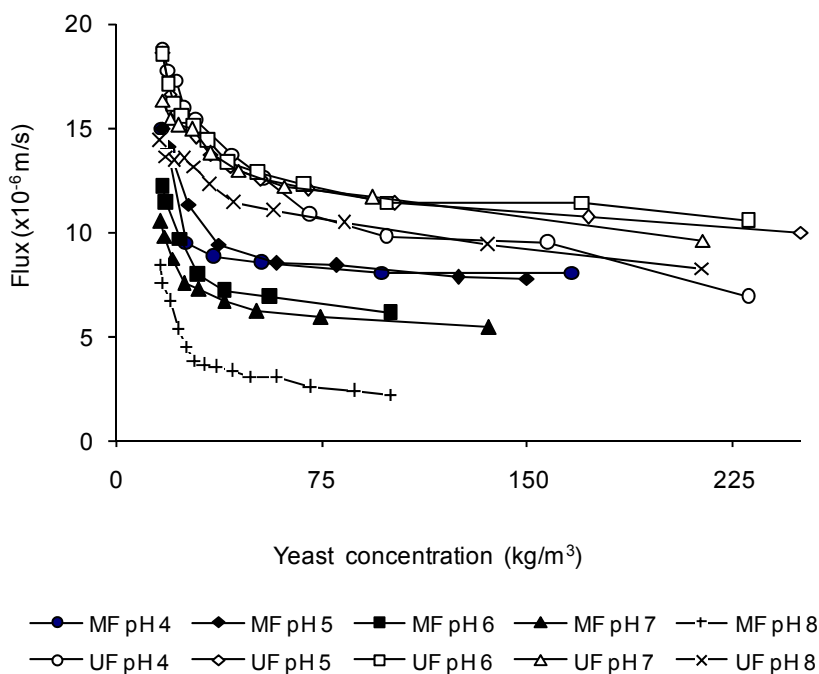 20
15
10
5
0
Flux (x10-6 m/s)
0 75 150 225
Yeast concentration (kg/m3)
MF pH 4 MF pH 5 MF pH 6 MF pH 7 MF pH 8
UF pH 4 UF pH 5 UF pH 6 UF pH 7 UF pH 8